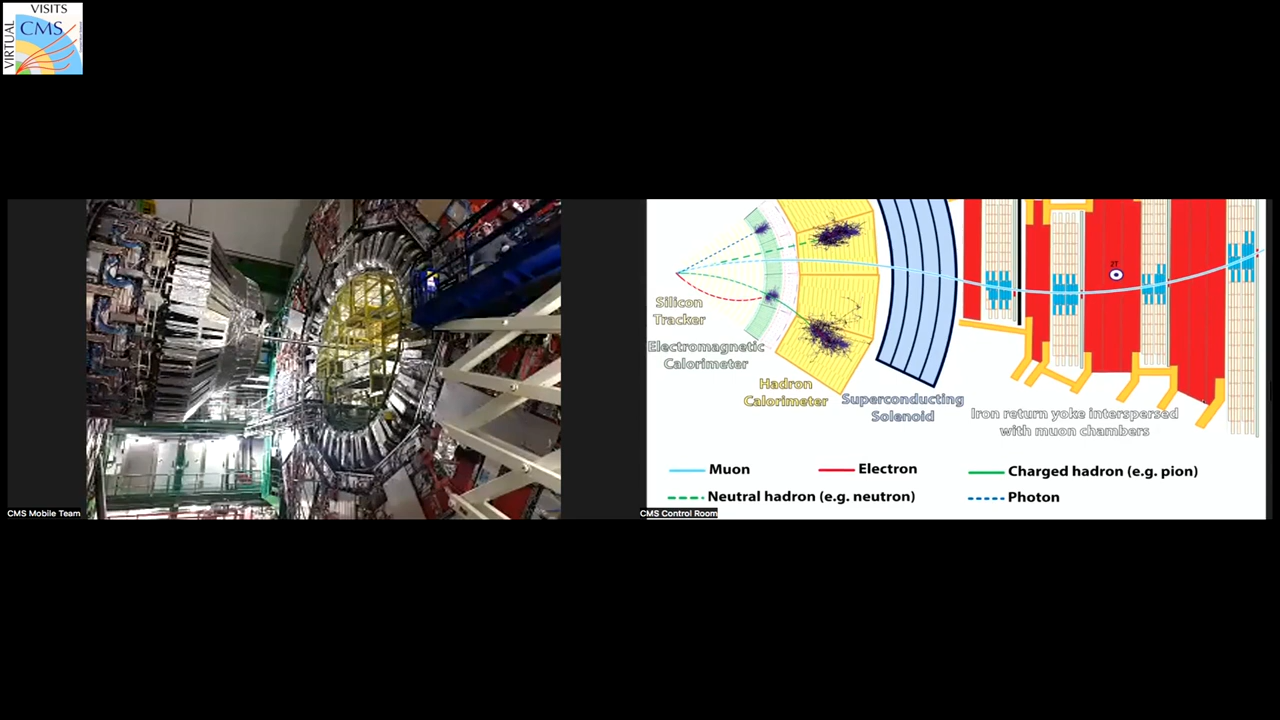 VISITS
CMS
VIRTUAL
2T
Silicon
Tracker
Electromagnetic
Calorimeter
Hadron
Calorimeter
Superconducting
Solenoid
Iron return yoke interspersed
with muon chambers
Muon
Electron
Charged hadron (e.g. pion)
Neutral hadron (e.g. neutron)
Photon
CMS Mobile Team
CMS Control Room